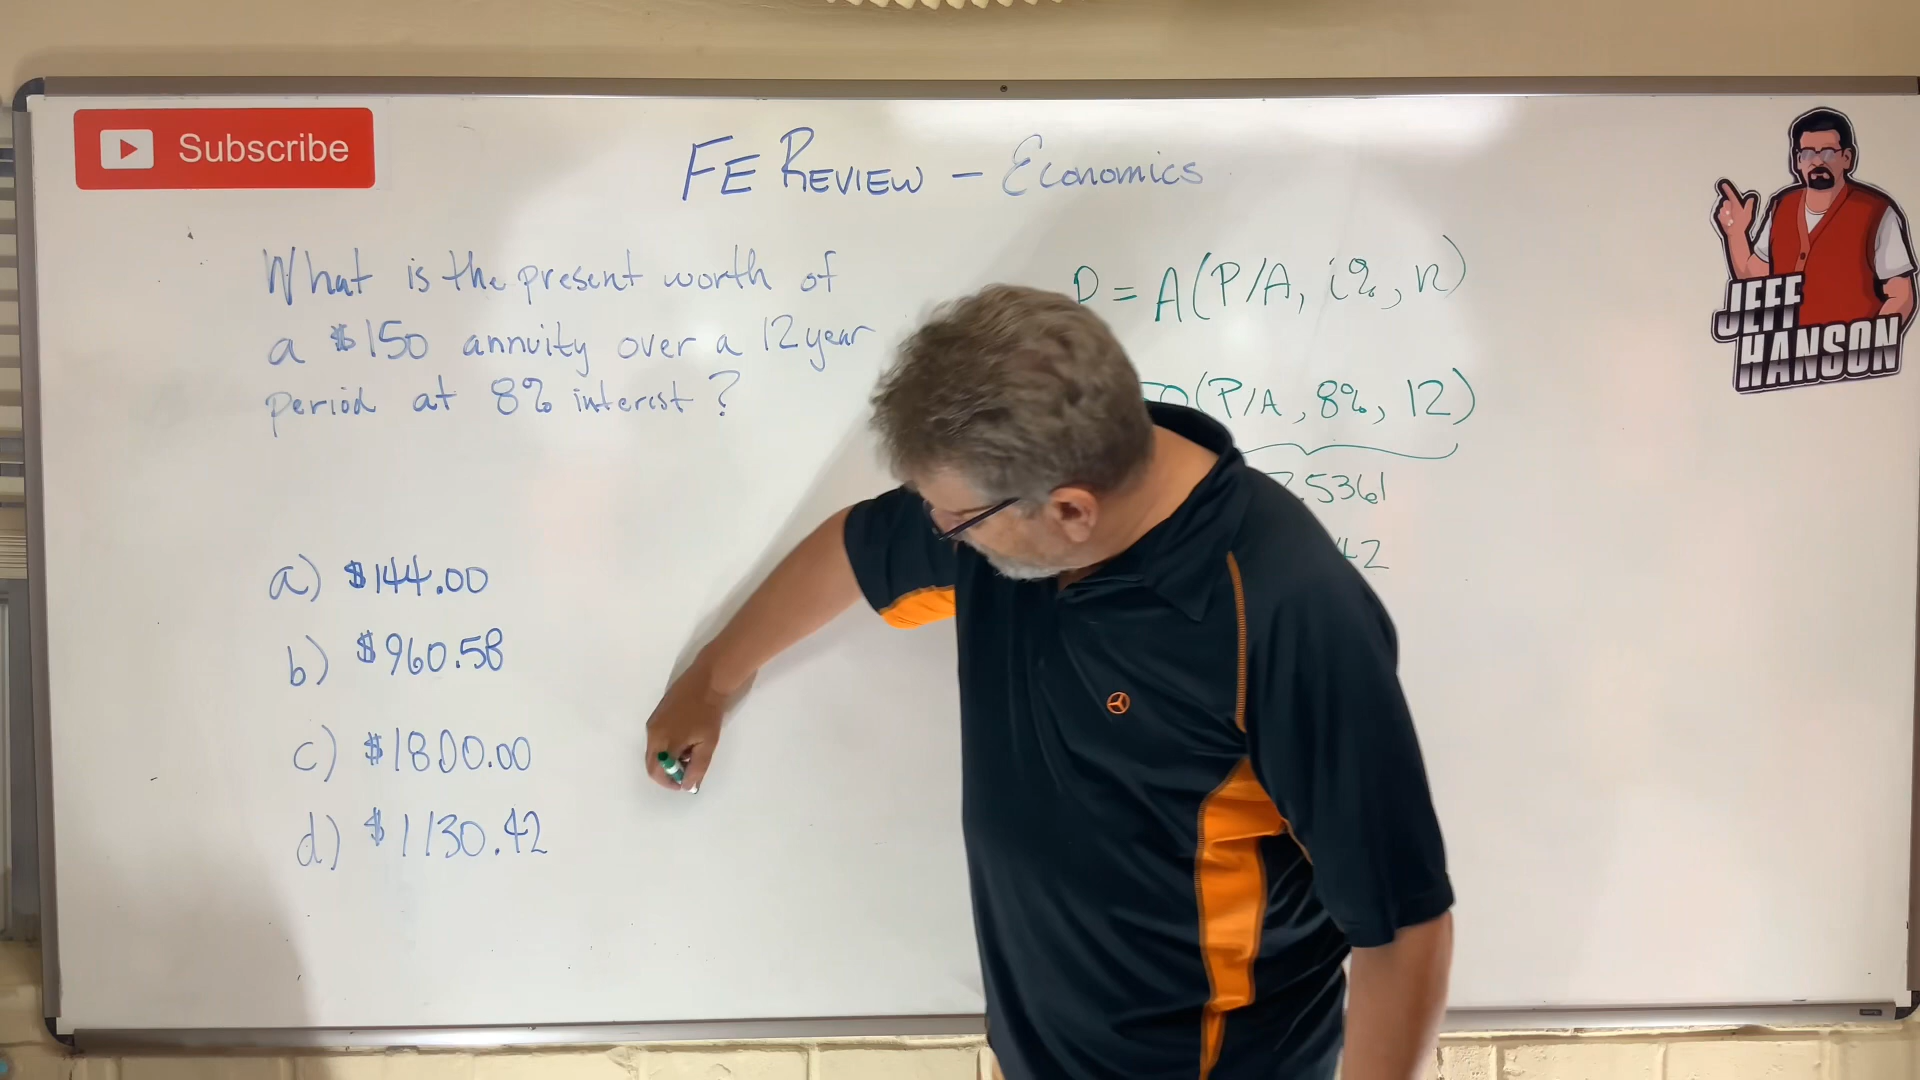 Subscribe
FE REVIEW - Economics
What is the present worth of
a $150 annuity over a 12 year
period at 8% interest?
a) $144.00
b) $960.58
c) $1800.00
d) $1130.42
P = A(P/A, i%, n)
(P/A, 8%, 12)
7.5361
42
JEFF
HANSON